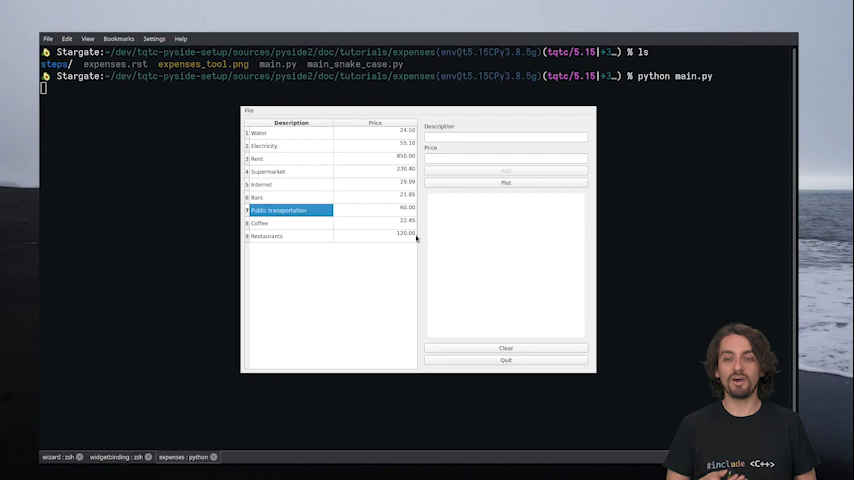 File Edit View Bookmarks Settings Help
Stargate:~/dev/tqtc-pyside-setup/sources/pyside2/doc/tutorials/expenses(envQt5.15CPy3.8.5g)(tqtc/5.15|+3…) % ls
steps/ expenses.rst expenses_tool.png main.py main_snake_case.py
Stargate:~/dev/tqtc-pyside-setup/sources/pyside2/doc/tutorials/expenses(envQt5.15CPy3.8.5g)(tqtc/5.15|+3…) % python main.py
File
Description Price
1 Water 24.50
2 Electricity 55.10
3 Rent 850.00
4 Supermarket 230.40
5 Internet 29.99
6 Bars 21.85
7 Public transportation 60.00
8 Coffee 22.45
9 Restaurants 120.00
Description
Price
Add
Plot
Clear
Quit
wizard : zsh widgetbinding : zsh expenses : python
#include <C++>